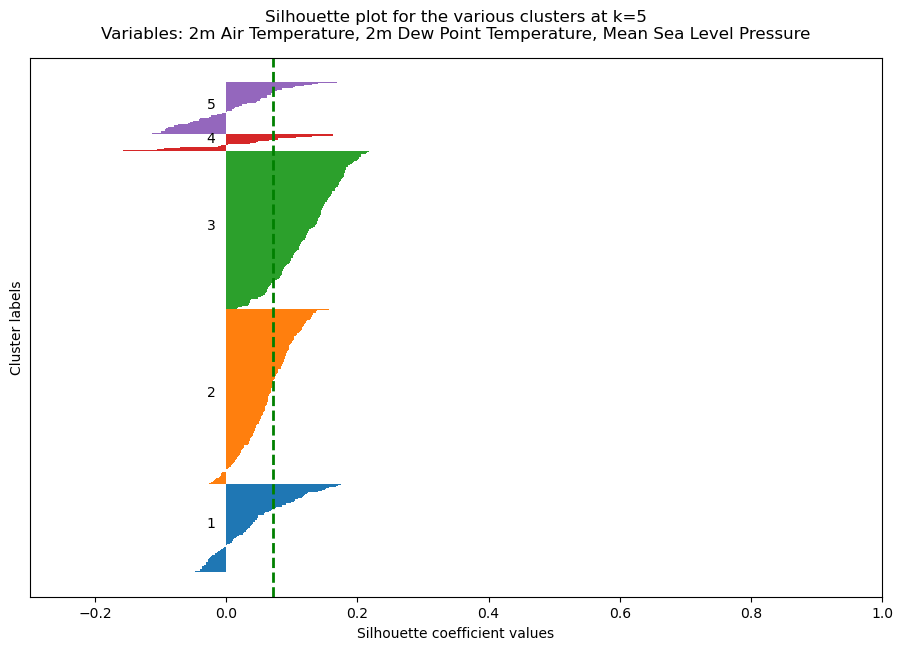 Silhouette plot for the various clusters at k=5
Variables: 2m Air Temperature, 2m Dew Point Temperature, Mean Sea Level Pressure
5
4
3
2
1
Cluster labels
−0.2 0.0 0.2 0.4 0.6 0.8 1.0
Silhouette coefficient values